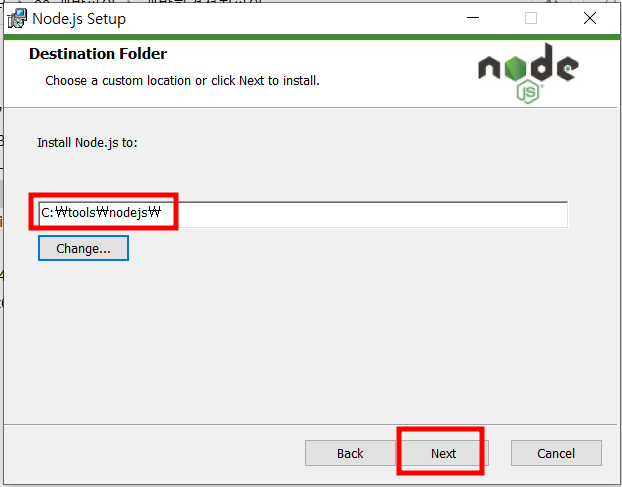 Node.js Setup
Destination Folder
Choose a custom location or click Next to install.
node
JS
Install Node.js to:
C:₩tools₩nodejs₩
Change...
Back
Next
Cancel